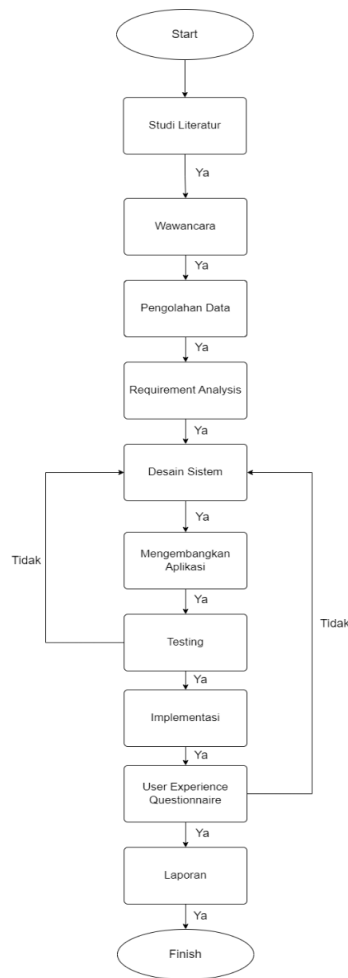 Start
Studi Literatur
Ya
Wawancara
Ya
Pengolahan Data
Ya
Requirement Analysis
Ya
Desain Sistem
Ya
Tidak
Mengembangkan
Aplikasi
Ya
Tidak
Testing
Ya
Implementasi
Ya
User Experience
Questionnaire
Ya
Laporan
Ya
Finish